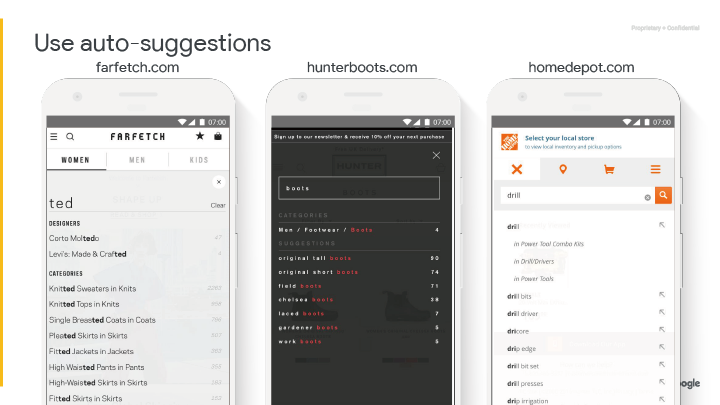 Proprietary + Confidential
Use auto-suggestions
farfetch.com
07:00
FARFETCH
WOMEN MEN KIDS
×
ted Clear
DESIGNERS
Corto Moltedo 47
Levi's: Made & Crafted
CATEGORIES
Knitted Sweaters in Knits 2263
Knitted Tops in Knits
Single Breasted Coats in Coats
Pleated Skirts in Skirts 507
Fitted Jackets in Jackets
High Waisted Pants in Pants
High-Waisted Skirts in Skirts
Fitted Skirts in Skirts
hunterboots.com
07:00
Sign up to our newsletter & receive 10% off your next purchase
HUNTER
boots
CATEGORIES
Men / Footwear / Boots 4
SUGGESTIONS
original tall boots 90
original short boots 74
field boots 71
chelsea boots 38
laced boots 7
gardener boots 5
work boots 5
homedepot.com
07:00
Select your local store
to view local inventory and pickup options
drill
drill
in Power Tool Combo Kits
in Drill/Drivers
in Power Tools
drill bits
drill driver
dricore
drip edge
drill bit set
drill presses
drip irrigation
ogle